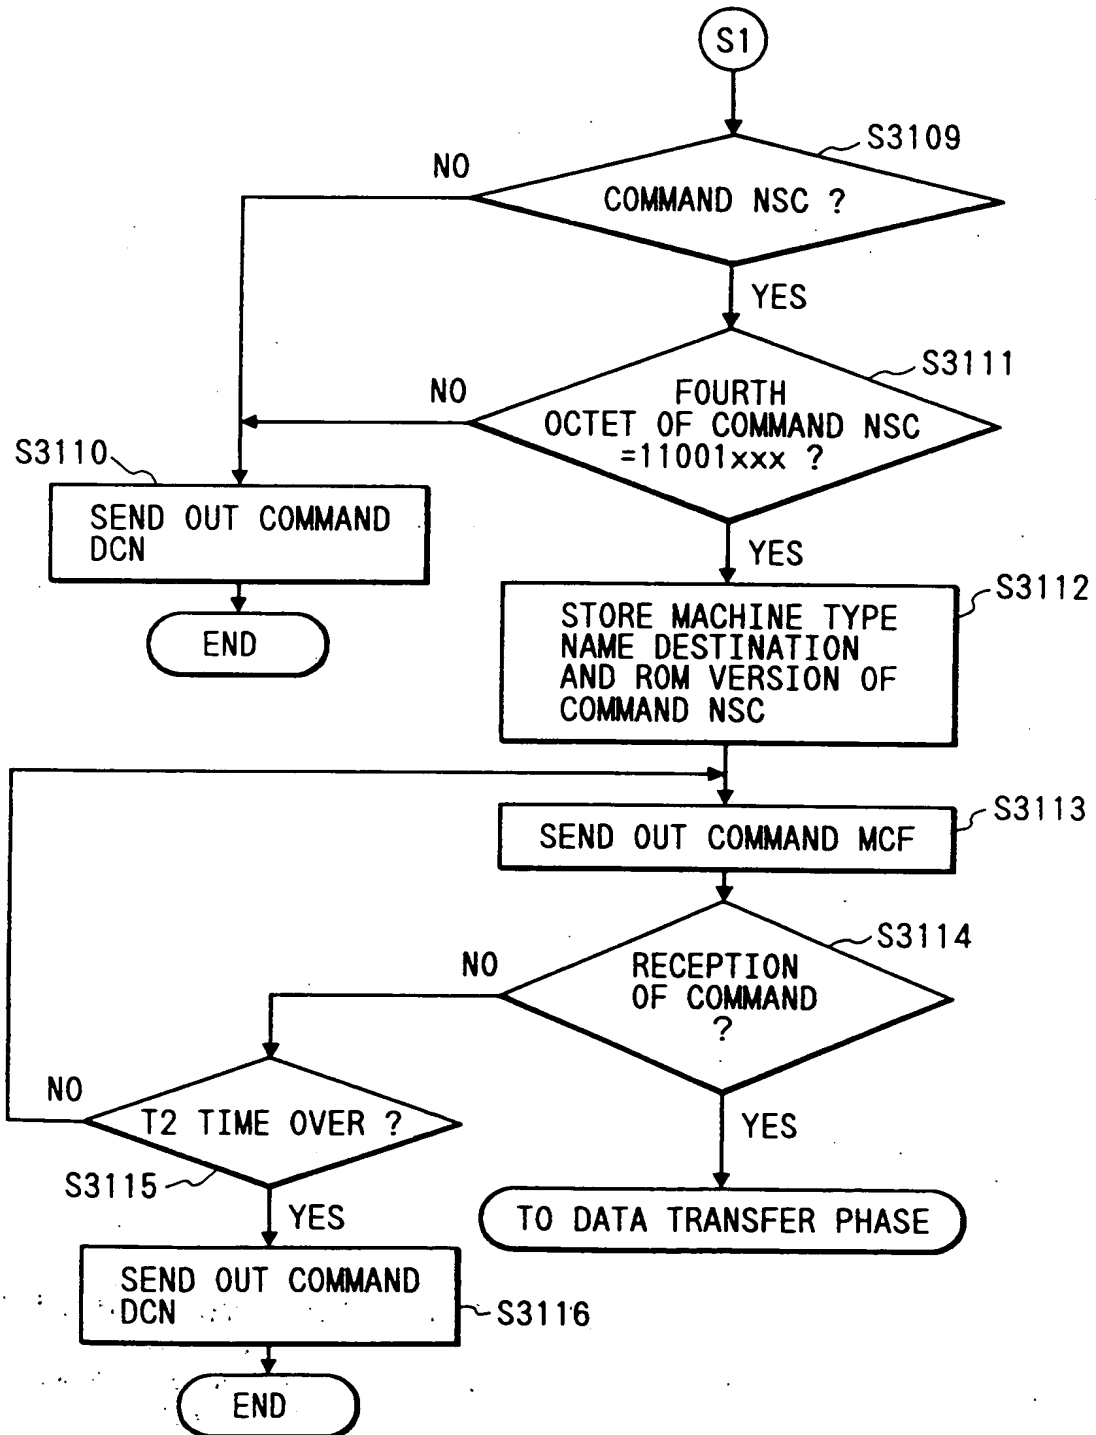 S1
S3109
NO
COMMAND NSC ?
YES
S3111
NO
FOURTH
OCTET OF COMMAND NSC
=11001xxx ?
S3110
SEND OUT COMMAND
DCN
YES
END
S3112
STORE MACHINE TYPE
NAME DESTINATION
AND ROM VERSION OF
COMMAND NSC
S3113
SEND OUT COMMAND MCF
S3114
NO
RECEPTION
OF COMMAND
?
NO
T2 TIME OVER ?
YES
S3115
TO DATA TRANSFER PHASE
YES
SEND OUT COMMAND
DCN
S3116
END